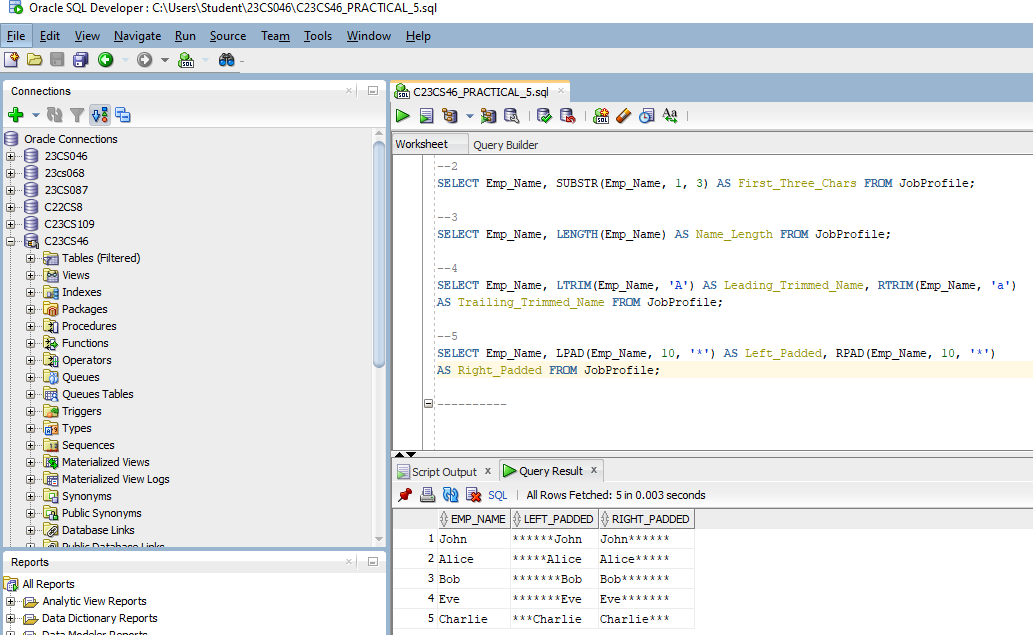 Oracle SQL Developer : C:\Users\Student\23CS046\C23CS46_PRACTICAL_5.sql
File Edit View Navigate Run Source Team Tools Window Help
Connections
Oracle Connections
23CS046
23cs068
23CS087
C22CS8
C23CS109
C23CS46
Tables (Filtered)
Views
Indexes
Packages
Procedures
Functions
Operators
Queues
Queues Tables
Triggers
Types
Sequences
Materialized Views
Materialized View Logs
Synonyms
Public Synonyms
Database Links
Public Database Links
Reports
All Reports
Analytic View Reports
Data Dictionary Reports
Data Modeler Reports
C23CS46_PRACTICAL_5.sql
Worksheet Query Builder
--2
SELECT Emp_Name, SUBSTR(Emp_Name, 1, 3) AS First_Three_Chars FROM JobProfile;
--3
SELECT Emp_Name, LENGTH(Emp_Name) AS Name_Length FROM JobProfile;
--4
SELECT Emp_Name, LTRIM(Emp_Name, 'A') AS Leading_Trimmed_Name, RTRIM(Emp_Name, 'a')
AS Trailing_Trimmed_Name FROM JobProfile;
--5
SELECT Emp_Name, LPAD(Emp_Name, 10, '*') AS Left_Padded, RPAD(Emp_Name, 10, '*')
AS Right_Padded FROM JobProfile;
----------
Script Output x Query Result x
SQL | All Rows Fetched: 5 in 0.003 seconds
EMP_NAME LEFT_PADDED RIGHT_PADDED
1 John ******John John******
2 Alice *****Alice Alice*****
3 Bob *******Bob Bob*******
4 Eve *******Eve Eve*******
5 Charlie ***Charlie Charlie***